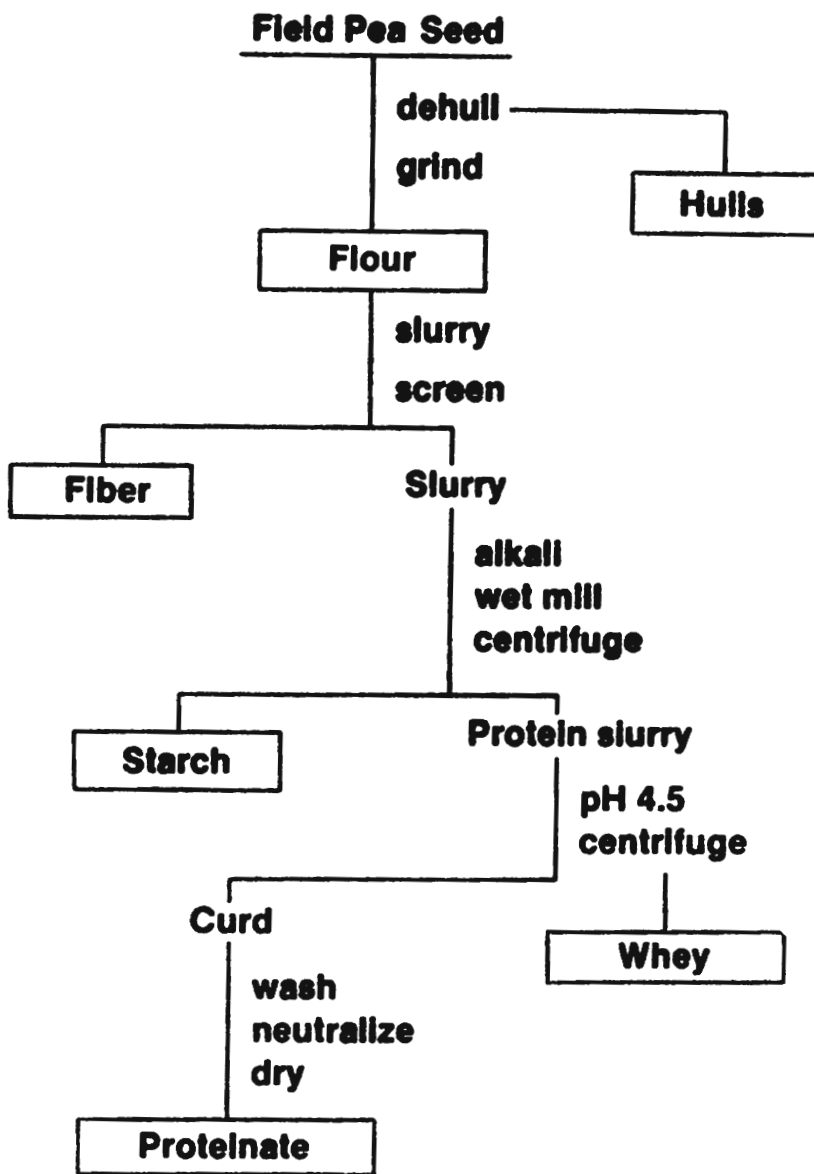 Field Pea Seed
dehull
grind
Hulls
Flour
slurry
screen
Fiber
Slurry
alkali
wet mill
centrifuge
Starch
Protein slurry
pH 4.5
centrifuge
Curd
Whey
wash
neutralize
dry
Proteinate